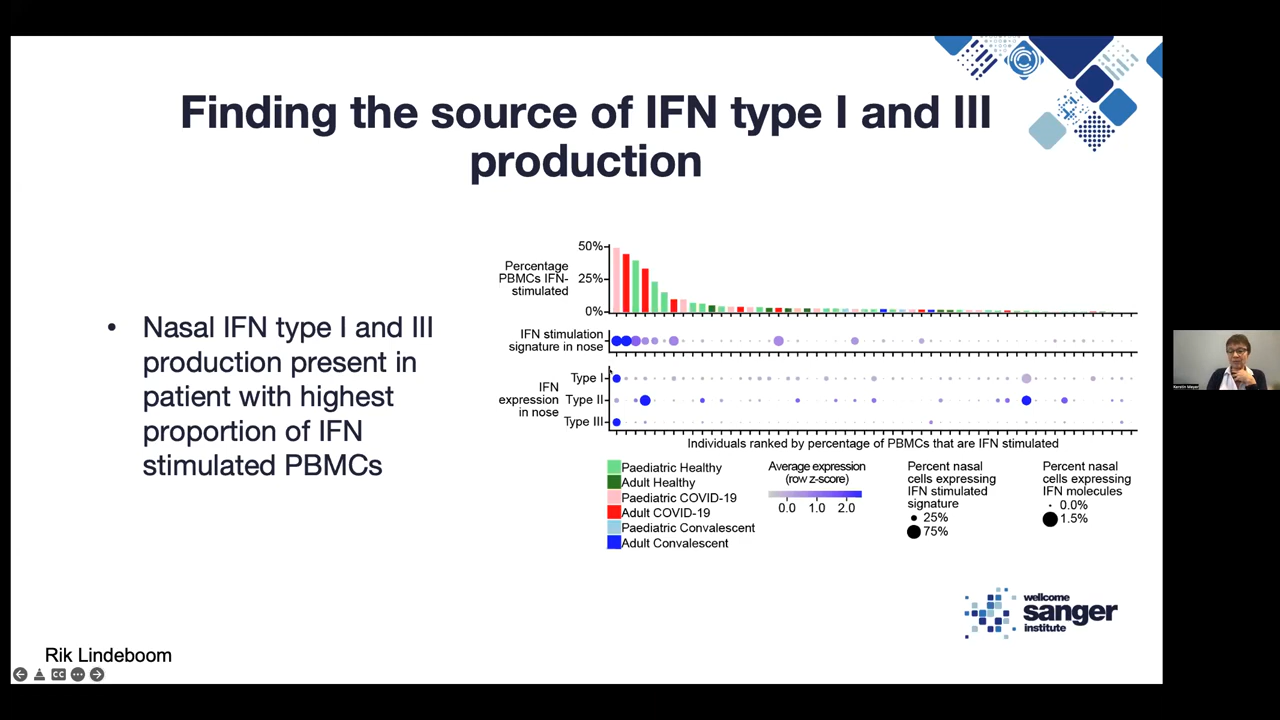 Finding the source of IFN type I and III
production
• Nasal IFN type I and III
production present in
patient with highest
proportion of IFN
stimulated PBMCs
Percentage
PBMCs IFN-
stimulated
50%
25%
0%
IFN stimulation
signature in nose
IFN
expression
in nose
Type I
Type II
Type III
Individuals ranked by percentage of PBMCs that are IFN stimulated
Paediatric Healthy
Adult Healthy
Paediatric COVID-19
Adult COVID-19
Paediatric Convalescent
Adult Convalescent
Average expression
(row z-score)
0.0 1.0 2.0
Percent nasal
cells expressing
IFN stimulated
signature
25%
75%
Percent nasal
cells expressing
IFN molecules
0.0%
1.5%
wellcome
sanger
institute
Rik Lindeboom
CC
Kerstin Meyer